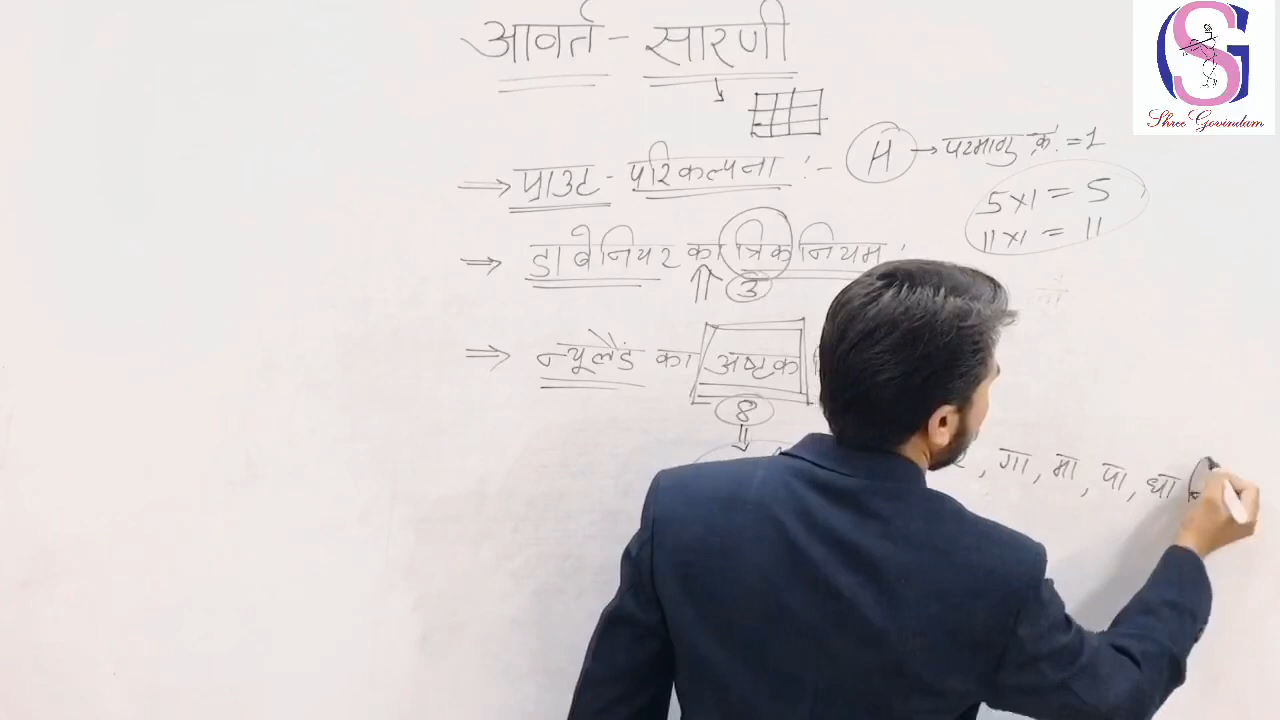 आवर्त - सारणी
⇒ प्राउट - परिकल्पना :- H → परमाणु क्र. = 1
5×1 = 5
11×1 = 11
⇒ डाबेनियर का त्रिक नियम :
3
⇒ न्यूलैंड का अष्टक
8
, गा, मा, पा, धा
SG
Shree Govindam